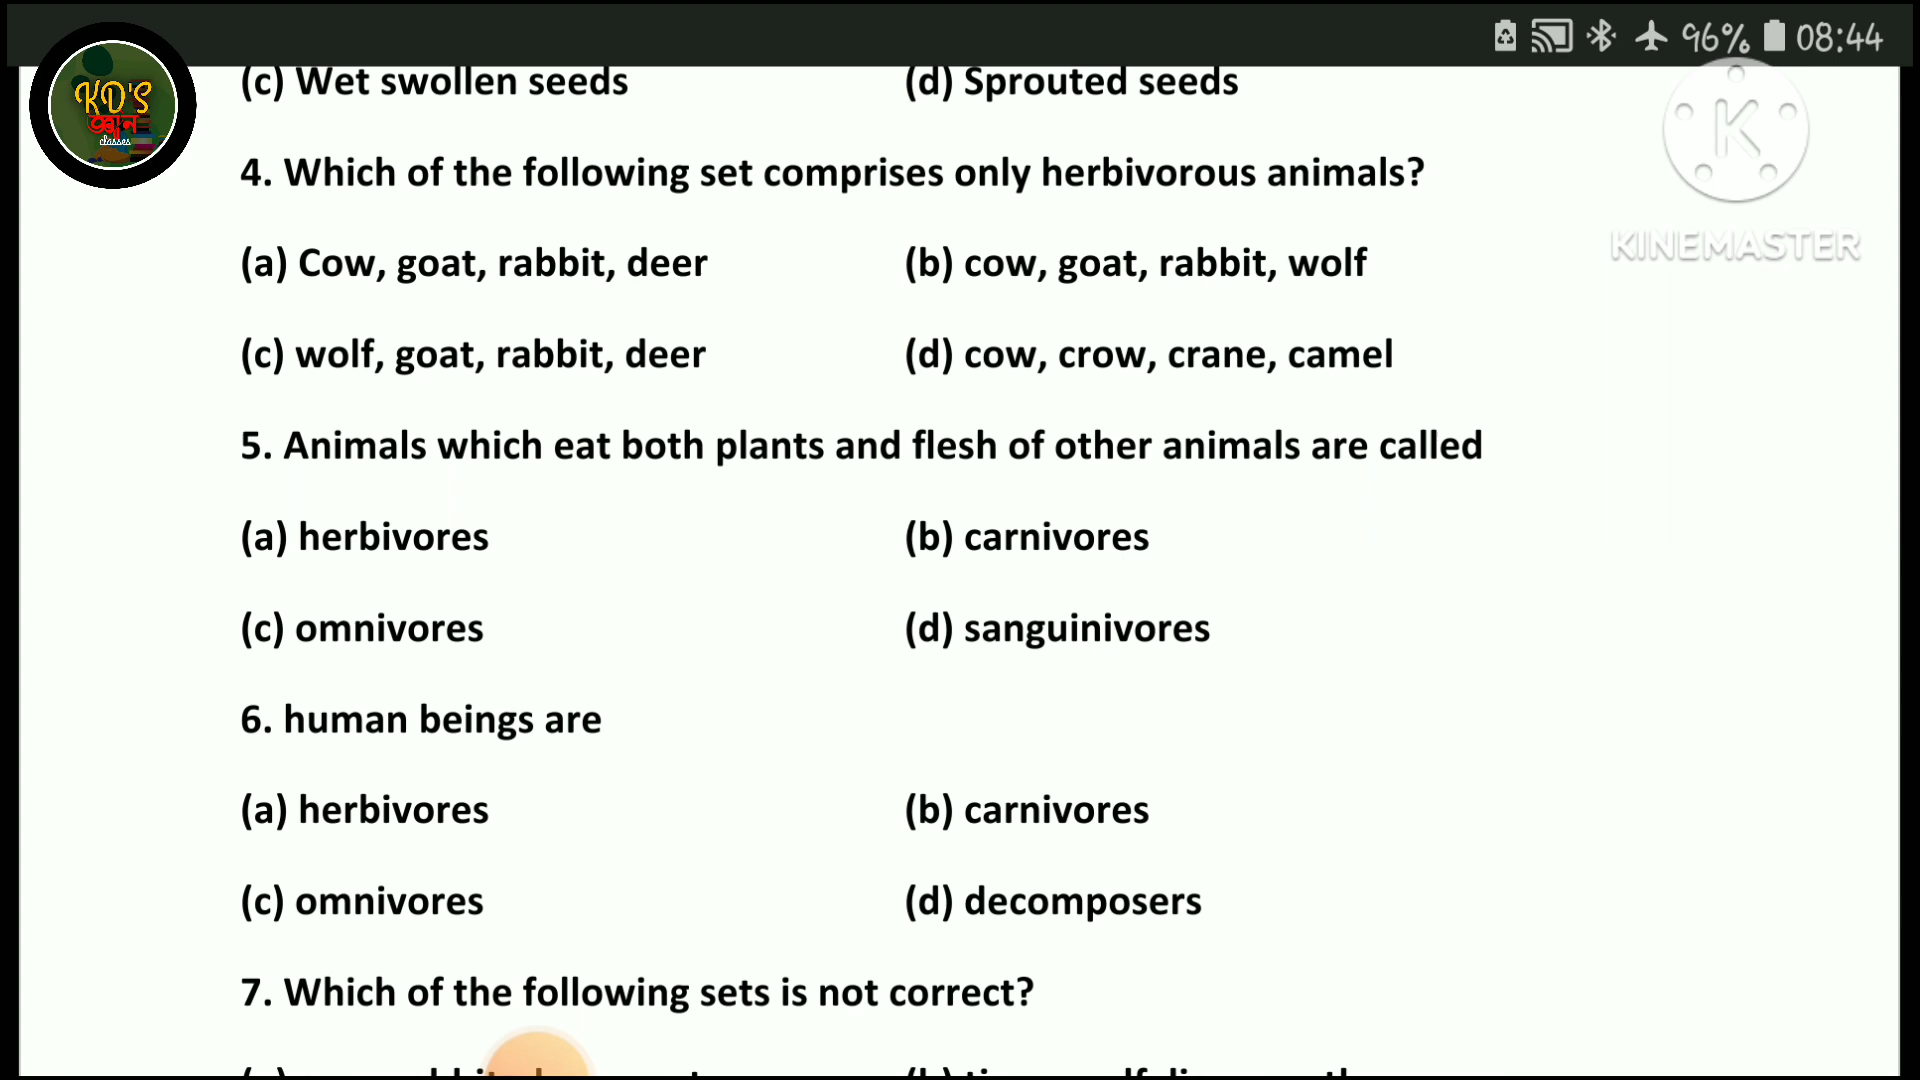 96% 08:44
KD'S
জ্ঞান
classes
KINEMASTER
(c) Wet swollen seeds (d) Sprouted seeds
4. Which of the following set comprises only herbivorous animals?
(a) Cow, goat, rabbit, deer (b) cow, goat, rabbit, wolf
(c) wolf, goat, rabbit, deer (d) cow, crow, crane, camel
5. Animals which eat both plants and flesh of other animals are called
(a) herbivores (b) carnivores
(c) omnivores (d) sanguinivores
6. human beings are
(a) herbivores (b) carnivores
(c) omnivores (d) decomposers
7. Which of the following sets is not correct?